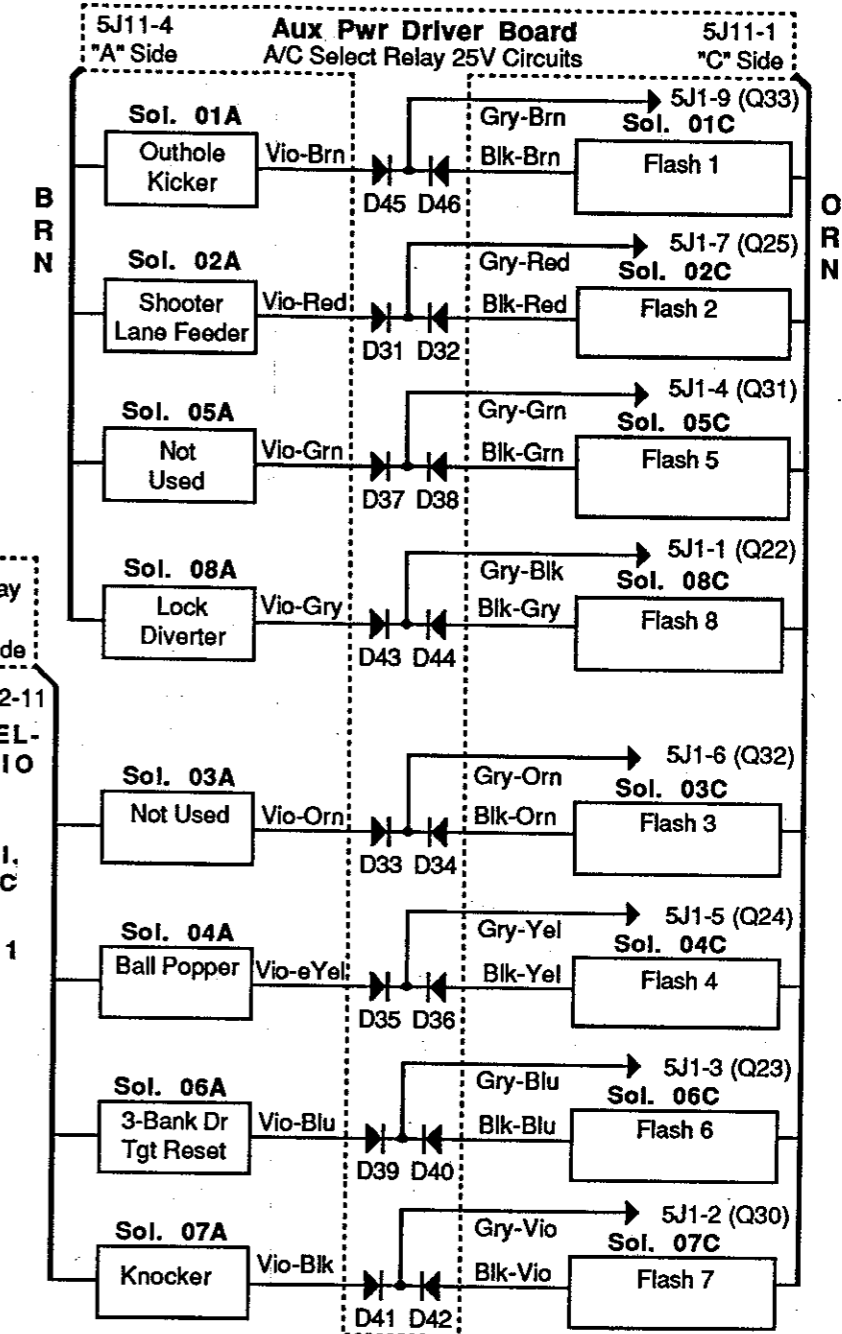 5J11-4 Aux Pwr Driver Board 5J11-1
"A" Side A/C Select Relay 25V Circuits "C" Side
5J1-9 (Q33)
Sol. 01A Gry-Brn Sol. 01C
Outhole Kicker Vio-Brn Blk-Brn Flash 1
D45 D46
BRN
ORN
5J1-7 (Q25)
Sol. 02A Gry-Red Sol. 02C
Shooter Lane Feeder Vio-Red Blk-Red Flash 2
D31 D32
5J1-4 (Q31)
Sol. 05A Gry-Grn Sol. 05C
Not Used Vio-Grn Blk-Grn Flash 5
D37 D38
5J1-1 (Q22)
Sol. 08A Gry-Blk Sol. 08C
Lock Diverter Vio-Gry Blk-Gry Flash 8
D43 D44
ay
de
2-11
EL-
IO
5J1-6 (Q32)
Sol. 03A Gry-Orn Sol. 03C
Not Used Vio-Orn Blk-Orn Flash 3
D33 D34
I.
C
1
5J1-5 (Q24)
Sol. 04A Gry-Yel Sol. 04C
Ball Popper Vio-eYel Blk-Yel Flash 4
D35 D36
5J1-3 (Q23)
Sol. 06A Gry-Blu Sol. 06C
3-Bank Dr Tgt Reset Vio-Blu Blk-Blu Flash 6
D39 D40
5J1-2 (Q30)
Sol. 07A Gry-Vio Sol. 07C
Knocker Vio-Blk Blk-Vio Flash 7
D41 D42